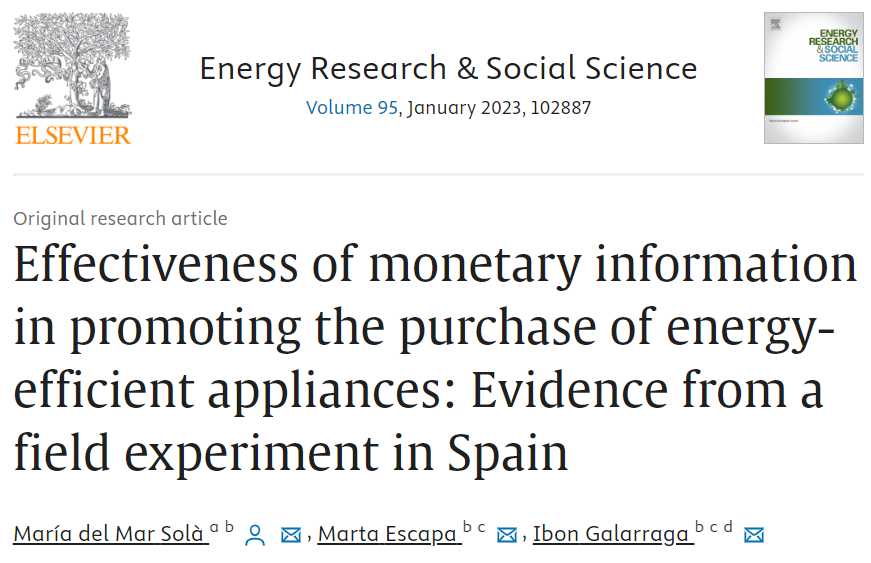 Energy Research & Social Science
Volume 95, January 2023, 102887
ELSEVIER
ENERGY
RESEARCH
& SOCIAL
SCIENCE
Original research article
Effectiveness of monetary information
in promoting the purchase of energy-
efficient appliances: Evidence from a
field experiment in Spain
María del Mar Solà a b , Marta Escapa b c , Ibon Galarraga b c d